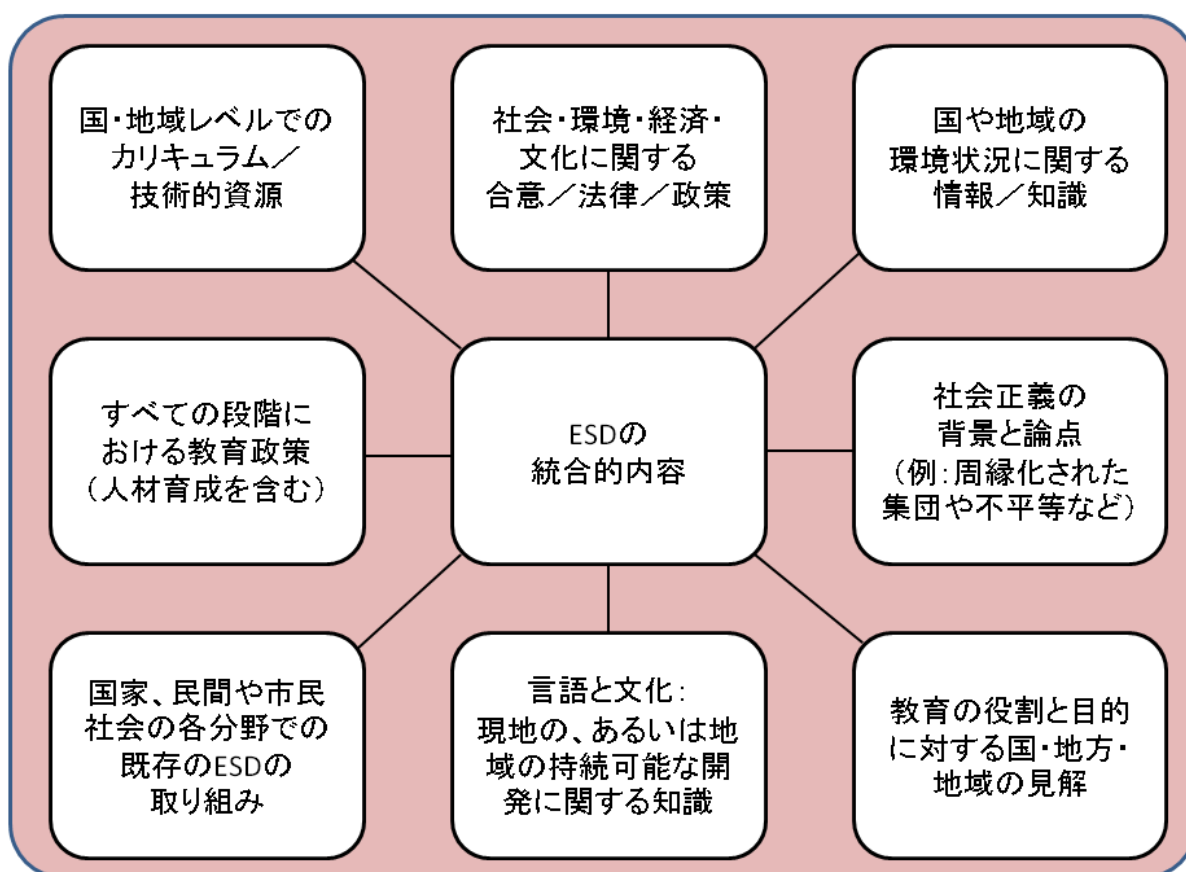 国・地域レベルでの
カリキュラム／
技術的資源
社会・環境・経済・
文化に関する
合意／法律／政策
国や地域の
環境状況に関する
情報／知識
すべての段階に
おける教育政策
（人材育成を含む）
ESDの
統合的内容
社会正義の
背景と論点
（例：周縁化された
集団や不平等など）
国家、民間や市民
社会の各分野での
既存のESDの
取り組み
言語と文化：
現地の、あるいは地
域の持続可能な開
発に関する知識
教育の役割と目的
に対する国・地方・
地域の見解